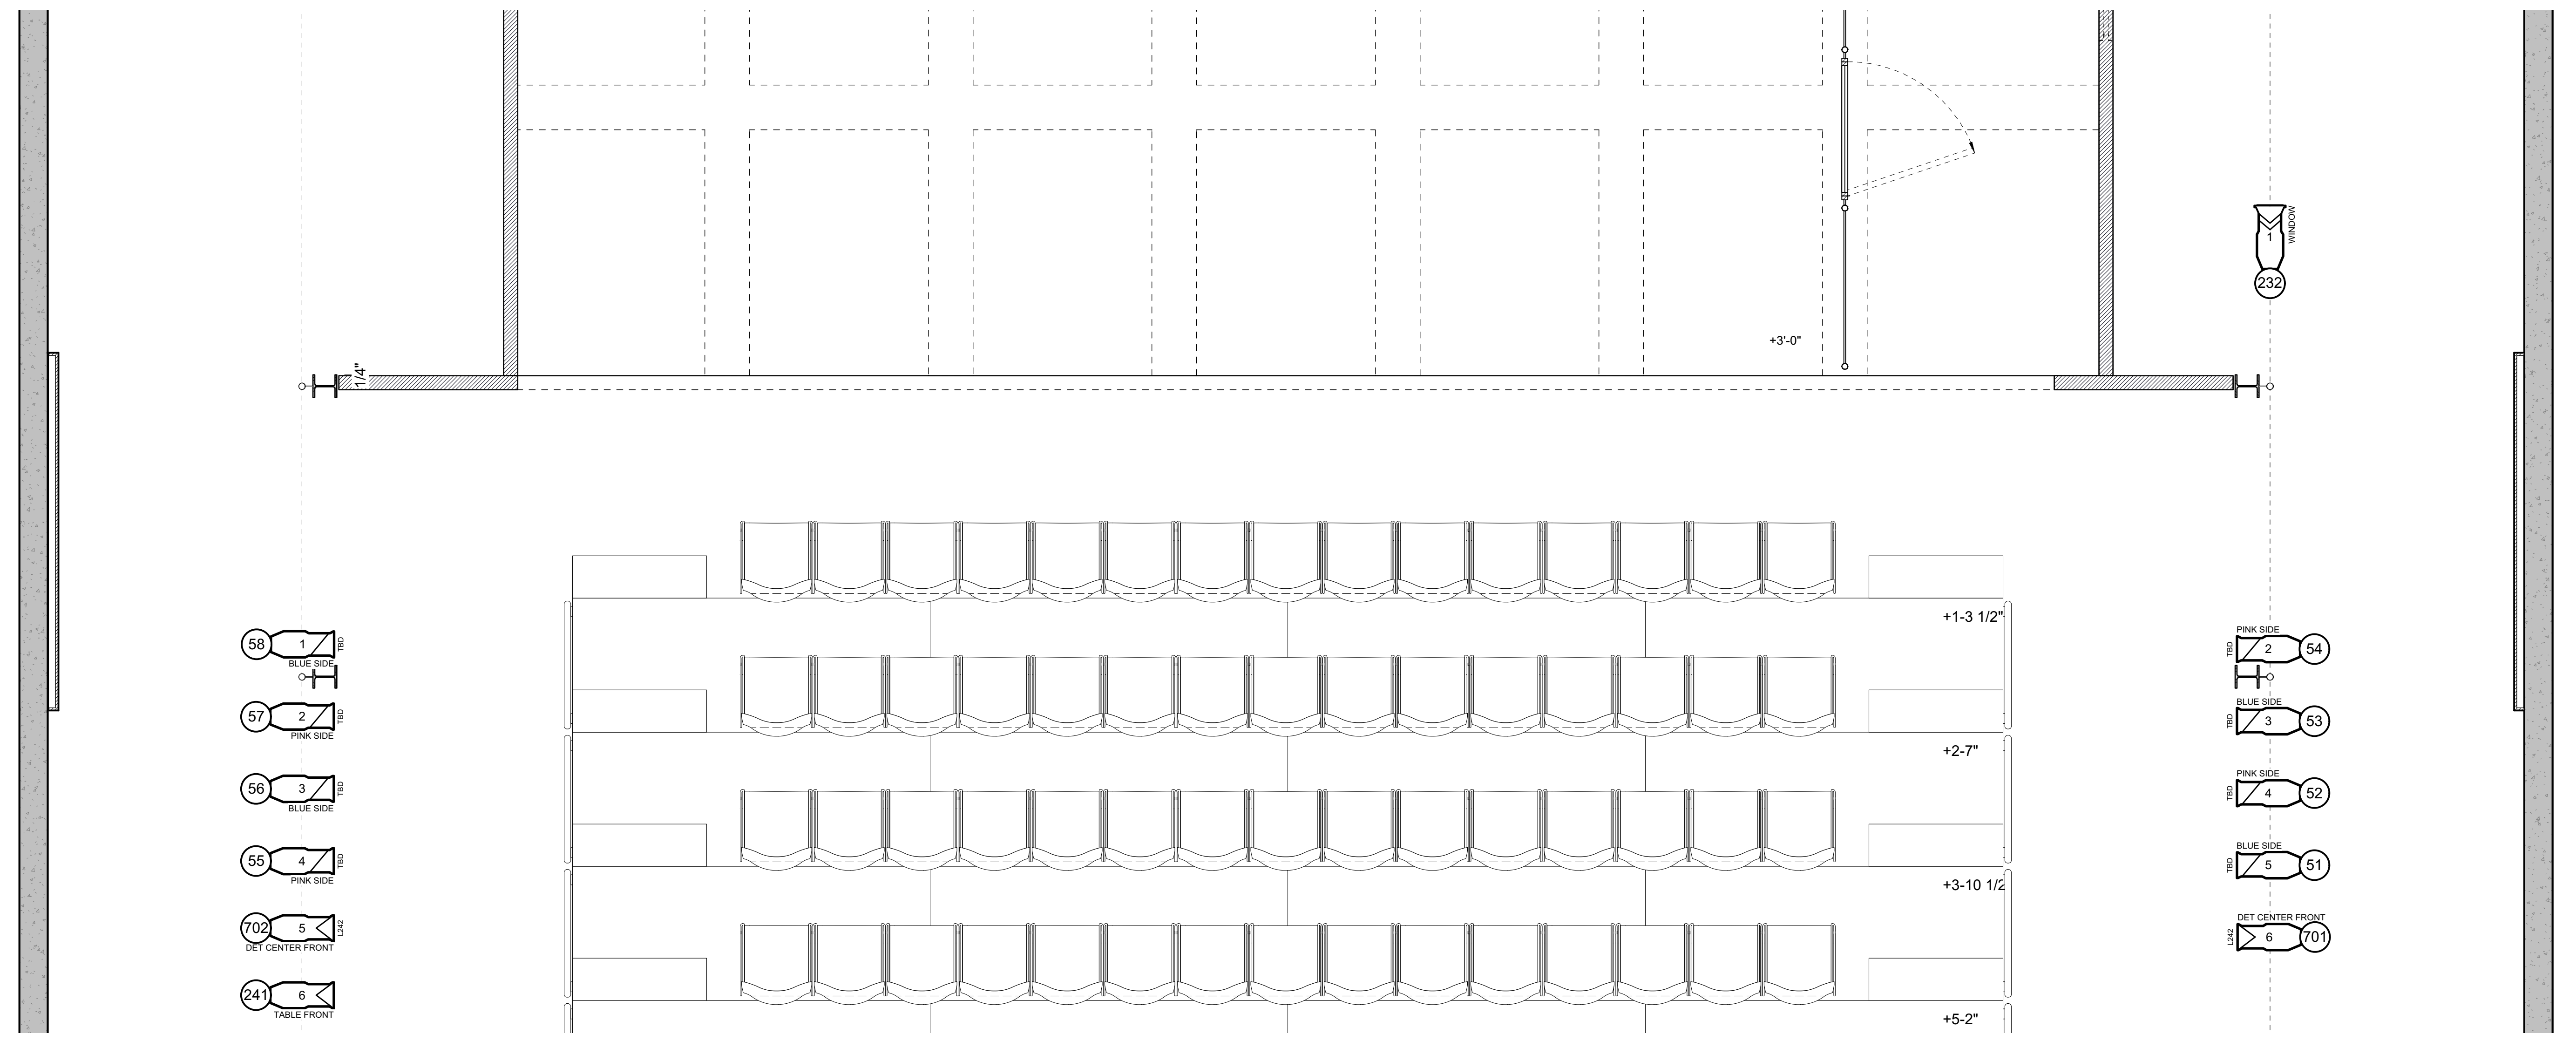 WINDOW
1
232
+3'-0"
1/4"
+1-3 1/2"
58
1
TBD
BLUE SIDE
57
2
TBD
PINK SIDE
56
3
TBD
BLUE SIDE
55
4
TBD
PINK SIDE
702
5
L242
DET CENTER FRONT
241
6
TABLE FRONT
+2-7"
+3-10 1/2
+5-2"
PINK SIDE
TBD
2
54
BLUE SIDE
TBD
3
53
PINK SIDE
TBD
4
52
BLUE SIDE
TBD
5
51
DET CENTER FRONT
L242
6
701